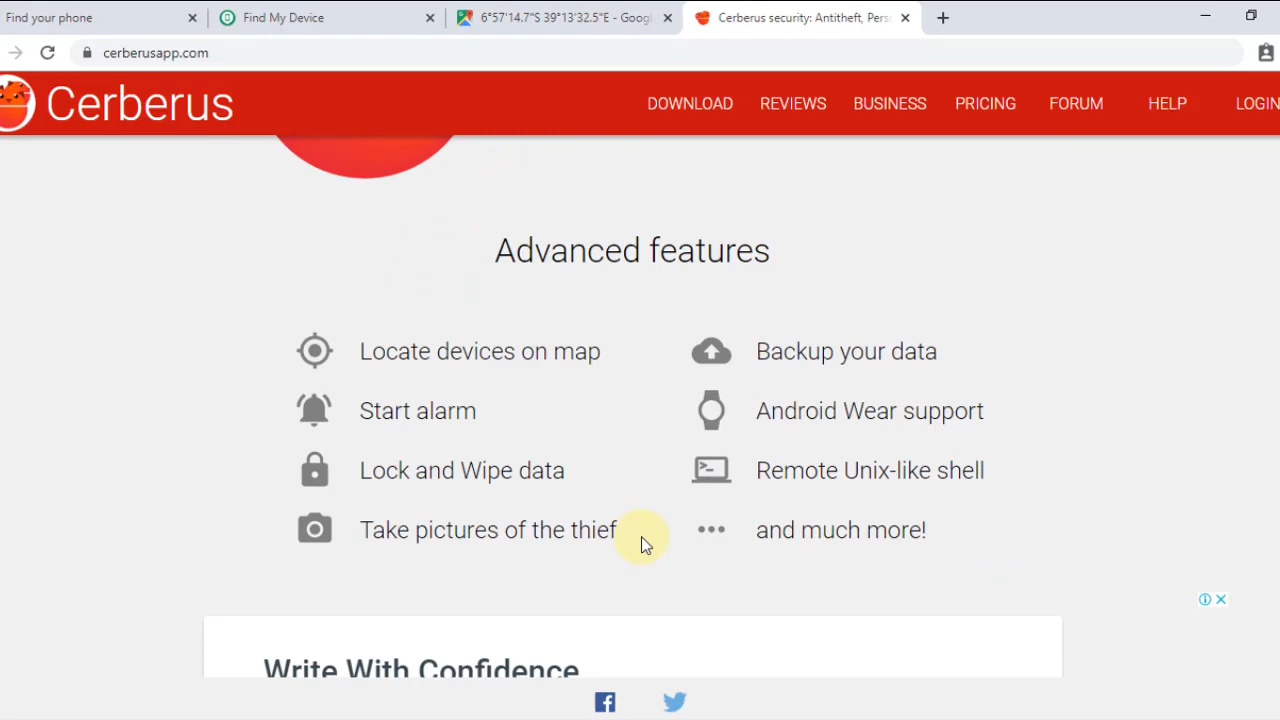 Find your phone
Find My Device
6°57'14.7"S 39°13'32.5"E - Goog
Cerberus security: Antitheft, Pers
cerberusapp.com
Cerberus
DOWNLOAD REVIEWS BUSINESS PRICING FORUM HELP LOGIN
Advanced features
Locate devices on map
Backup your data
Start alarm
Android Wear support
Lock and Wipe data
Remote Unix-like shell
Take pictures of the thief
and much more!
Write With Confidence